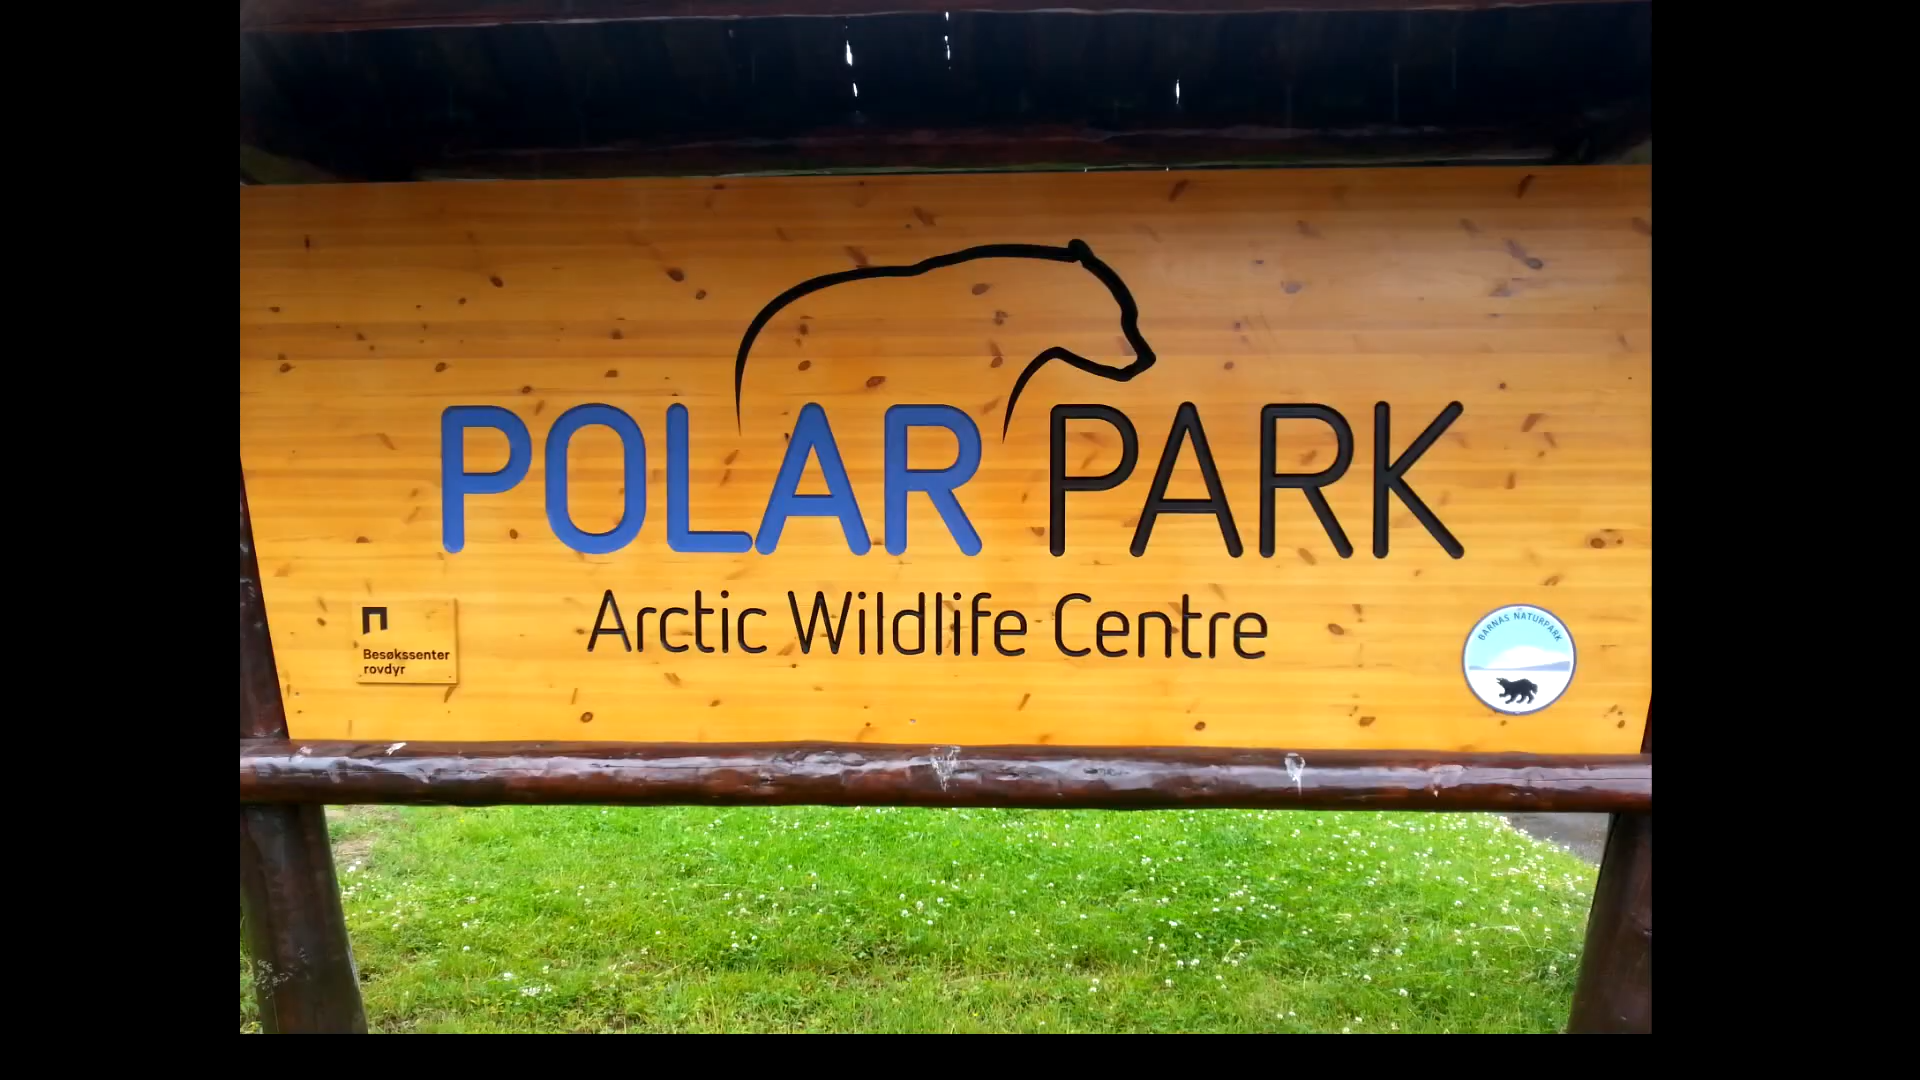 POLAR PARK
Arctic Wildlife Centre
Besøkssenter
rovdyr
BARNAS NATURPARK